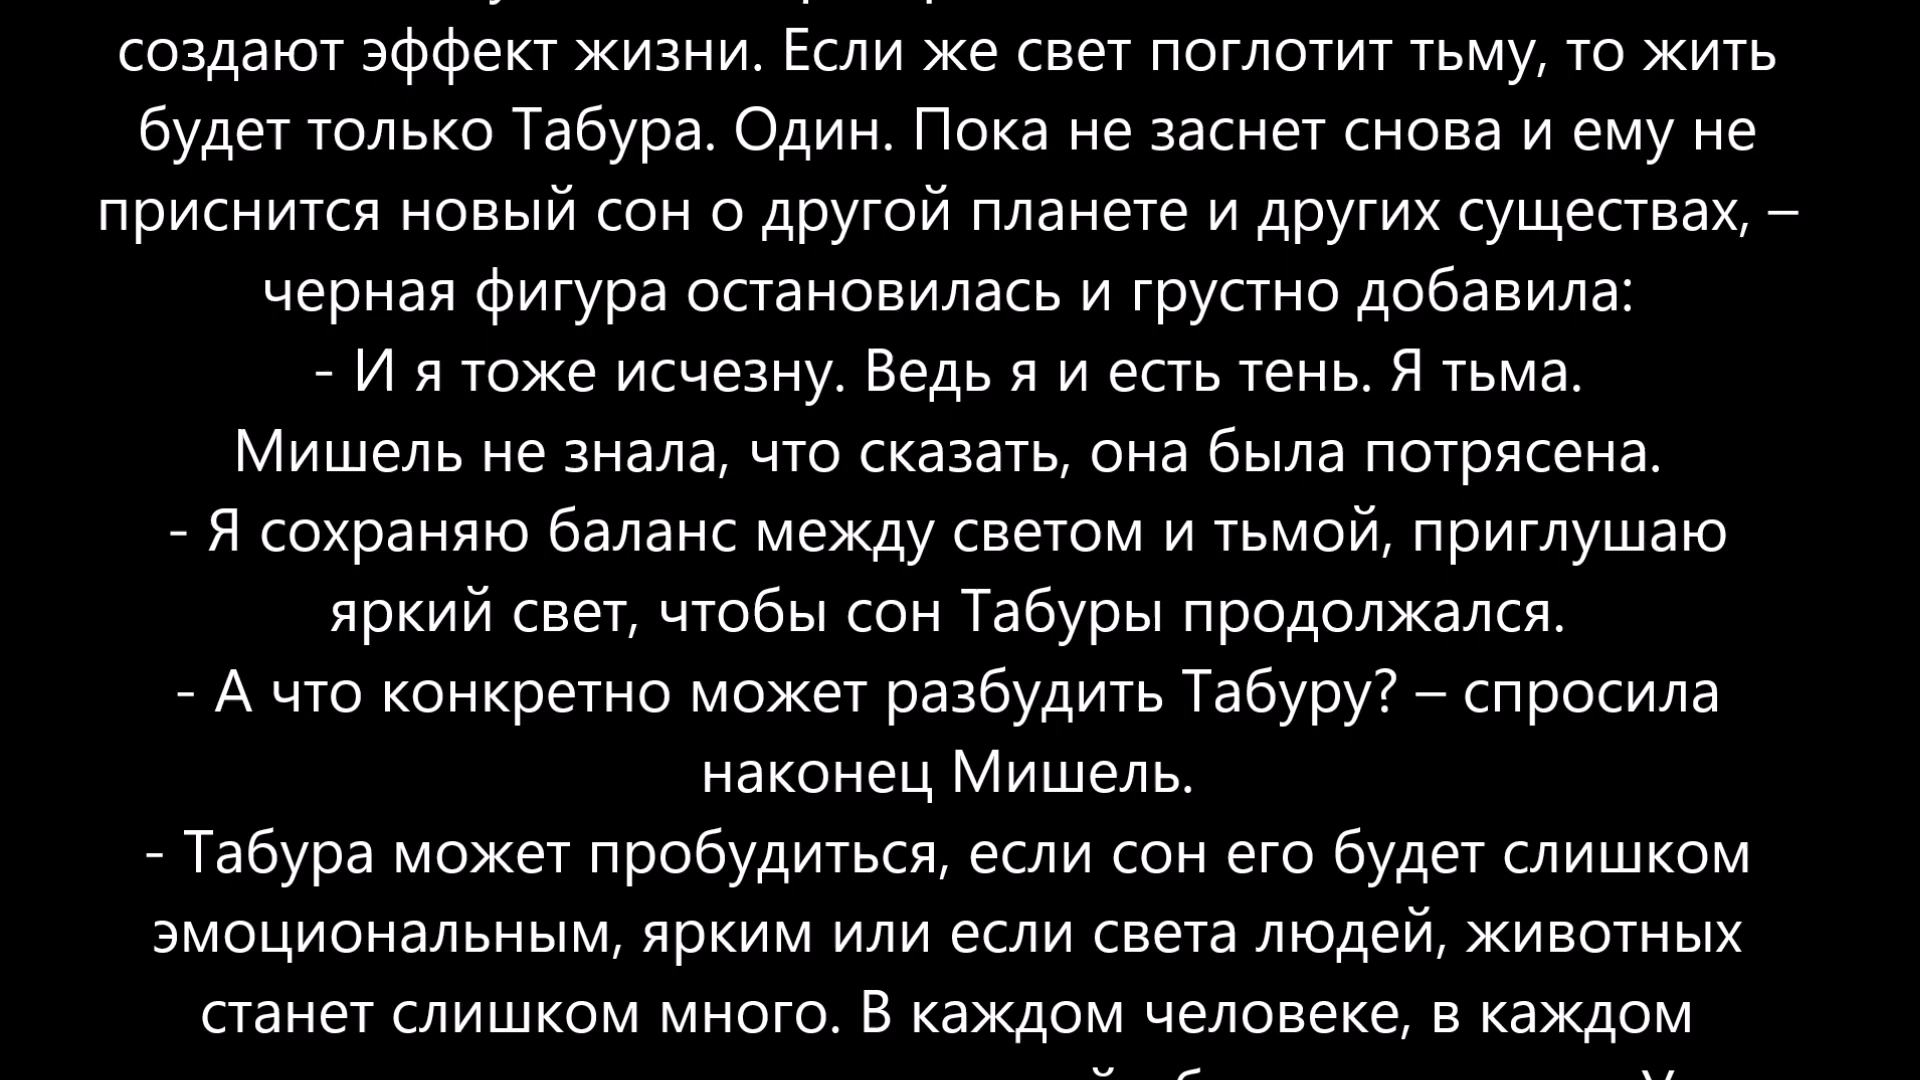 создают эффект жизни. Если же свет поглотит тьму, то жить
будет только Табура. Один. Пока не заснет снова и ему не
приснится новый сон о другой планете и других существах, –
черная фигура остановилась и грустно добавила:
- И я тоже исчезну. Ведь я и есть тень. Я тьма.
Мишель не знала, что сказать, она была потрясена.
- Я сохраняю баланс между светом и тьмой, приглушаю
яркий свет, чтобы сон Табуры продолжался.
- А что конкретно может разбудить Табуру? – спросила
наконец Мишель.
- Табура может пробудиться, если сон его будет слишком
эмоциональным, ярким или если света людей, животных
станет слишком много. В каждом человеке, в каждом